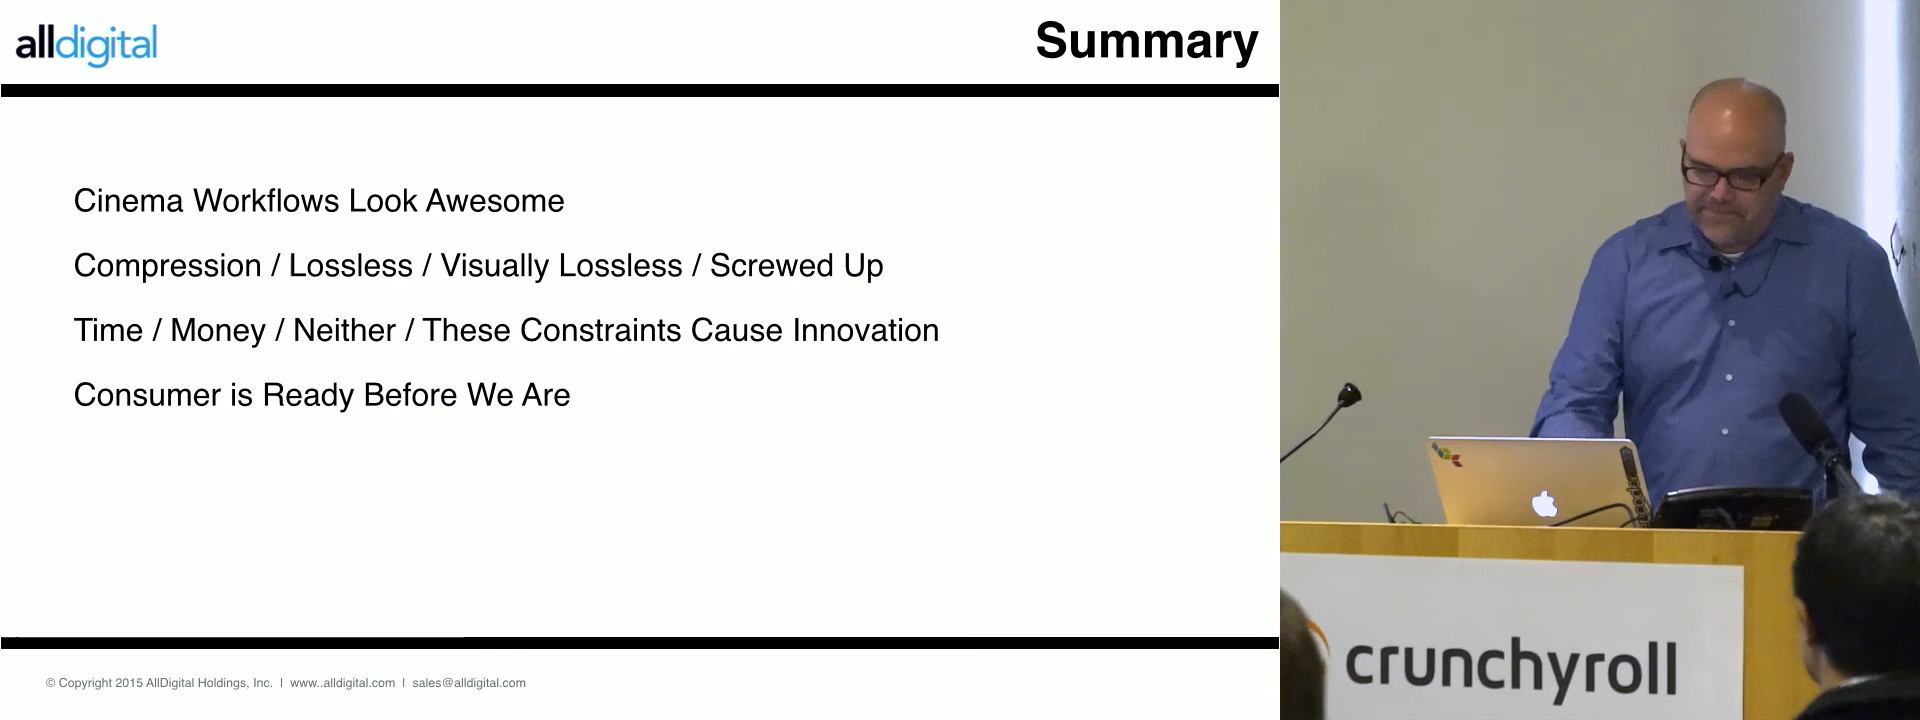 alldigital
Summary
Cinema Workflows Look Awesome
Compression / Lossless / Visually Lossless / Screwed Up
Time / Money / Neither / These Constraints Cause Innovation
Consumer is Ready Before We Are
© Copyright 2015 AllDigital Holdings, Inc. | www..alldigital.com | sales@alldigital.com
crunchyroll